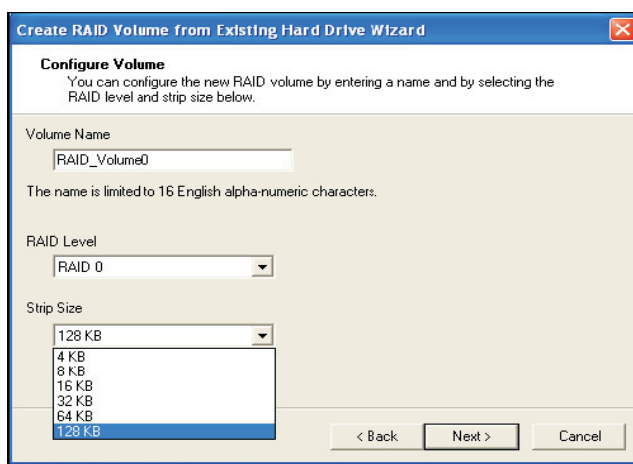 Create RAID Volume from Existing Hard Drive Wizard
Configure Volume
You can configure the new RAID volume by entering a name and by selecting the
RAID level and strip size below.
Volume Name
RAID_Volume0
The name is limited to 16 English alpha-numeric characters.
RAID Level
RAID 0
Strip Size
128 KB
4 KB
8 KB
16 KB
32 KB
64 KB
128 KB
< Back
Next >
Cancel